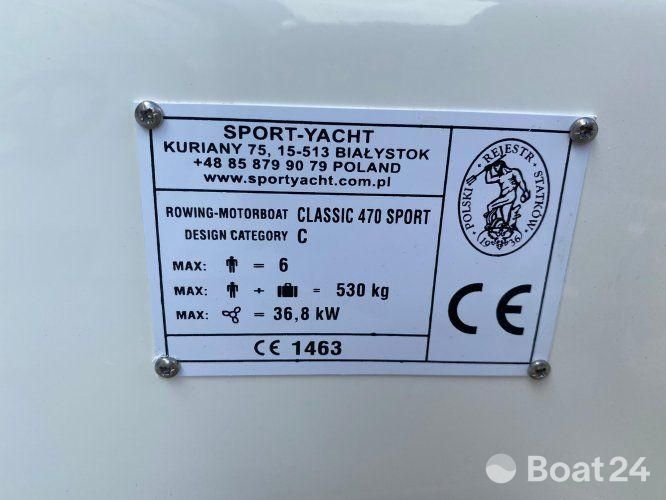 SPORT-YACHT
KURIANY 75, 15-513 BIAŁYSTOK
+48 85 879 90 79 POLAND
www.sportyacht.com.pl
ROWING-MOTORBOAT CLASSIC 470 SPORT
DESIGN CATEGORY C
MAX: = 6
MAX: + = 530 kg
MAX: = 36,8 kW
CE 1463
POLSKI REJESTR STATKÓW
1936
CE
Boat24